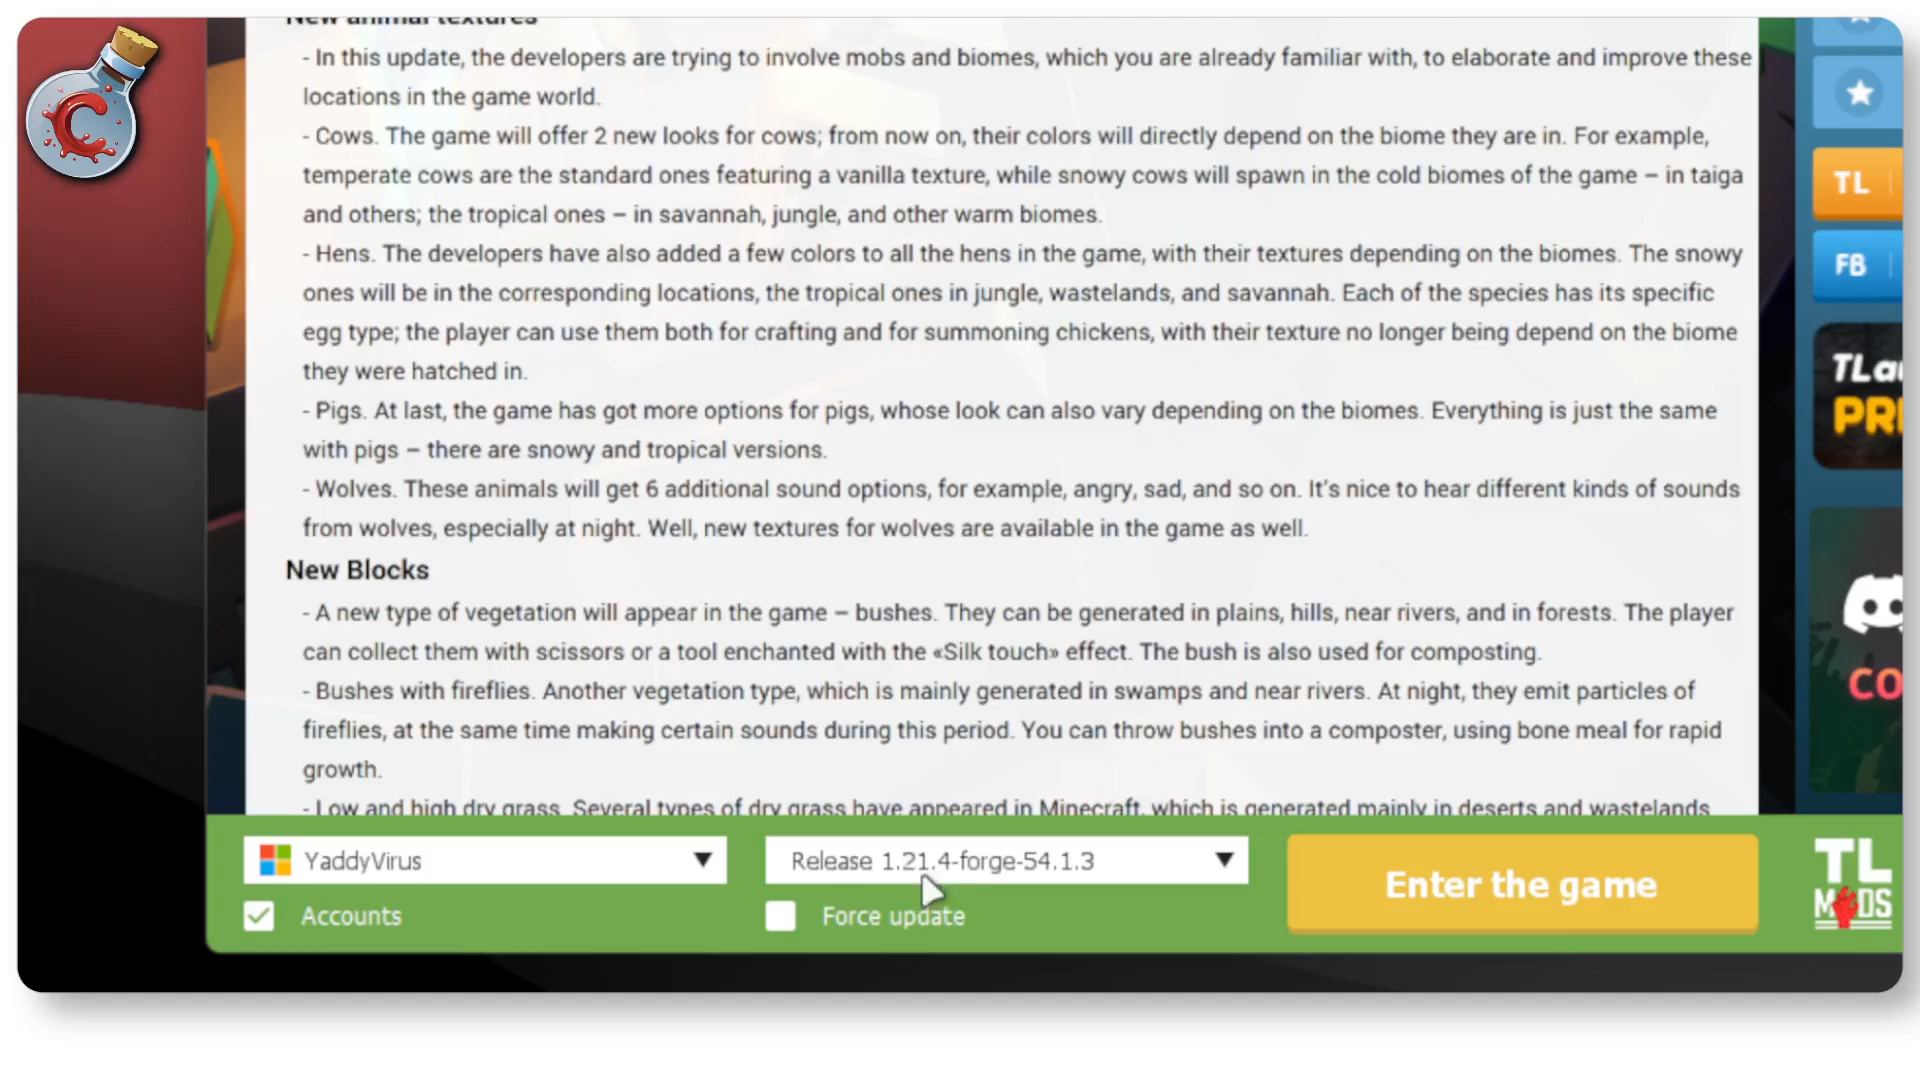 New animal textures
- In this update, the developers are trying to involve mobs and biomes, which you are already familiar with, to elaborate and improve these
locations in the game world.
- Cows. The game will offer 2 new looks for cows; from now on, their colors will directly depend on the biome they are in. For example,
temperate cows are the standard ones featuring a vanilla texture, while snowy cows will spawn in the cold biomes of the game – in taiga
and others; the tropical ones – in savannah, jungle, and other warm biomes.
- Hens. The developers have also added a few colors to all the hens in the game, with their textures depending on the biomes. The snowy
ones will be in the corresponding locations, the tropical ones in jungle, wastelands, and savannah. Each of the species has its specific
egg type; the player can use them both for crafting and for summoning chickens, with their texture no longer being depend on the biome
they were hatched in.
- Pigs. At last, the game has got more options for pigs, whose look can also vary depending on the biomes. Everything is just the same
with pigs – there are snowy and tropical versions.
- Wolves. These animals will get 6 additional sound options, for example, angry, sad, and so on. It's nice to hear different kinds of sounds
from wolves, especially at night. Well, new textures for wolves are available in the game as well.
New Blocks
- A new type of vegetation will appear in the game – bushes. They can be generated in plains, hills, near rivers, and in forests. The player
can collect them with scissors or a tool enchanted with the «Silk touch» effect. The bush is also used for composting.
- Bushes with fireflies. Another vegetation type, which is mainly generated in swamps and near rivers. At night, they emit particles of
fireflies, at the same time making certain sounds during this period. You can throw bushes into a composter, using bone meal for rapid
growth.
- Low and high dry grass. Several types of dry grass have appeared in Minecraft, which is generated mainly in deserts and wastelands
C
TL
FB
TLau
PRE
CO
YaddyVirus
Release 1.21.4-forge-54.1.3
Enter the game
Accounts
Force update
TL
MODS